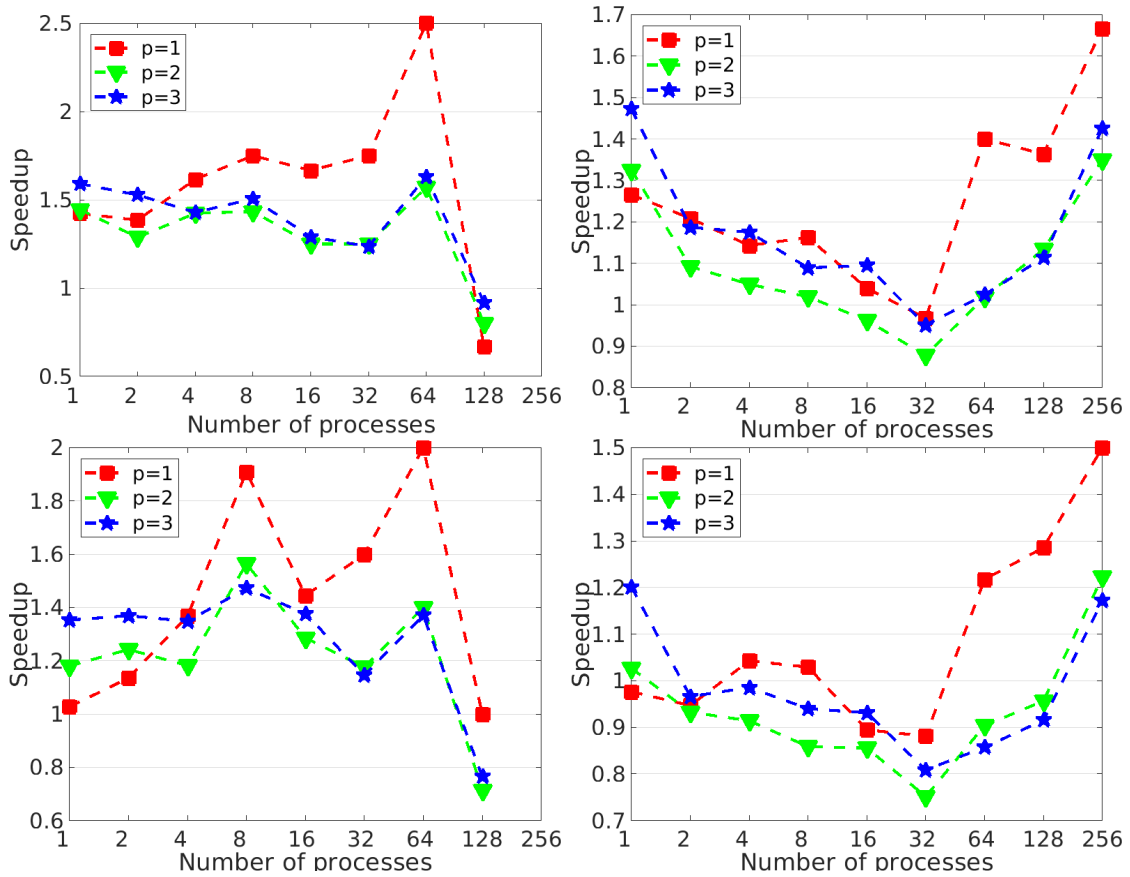 2.5
2
1.5
1
0.5
Speedup
p=1
p=2
p=3
1 2 4 8 16 32 64 128 256
Number of processes
1.7
1.6
1.5
1.4
1.3
1.2
1.1
1
0.9
0.8
Speedup
p=1
p=2
p=3
1 2 4 8 16 32 64 128 256
Number of processes
2
1.8
1.6
1.4
1.2
1
0.8
0.6
Speedup
p=1
p=2
p=3
1 2 4 8 16 32 64 128 256
Number of processes
1.5
1.4
1.3
1.2
1.1
1
0.9
0.8
0.7
Speedup
p=1
p=2
p=3
1 2 4 8 16 32 64 128 256
Number of processes